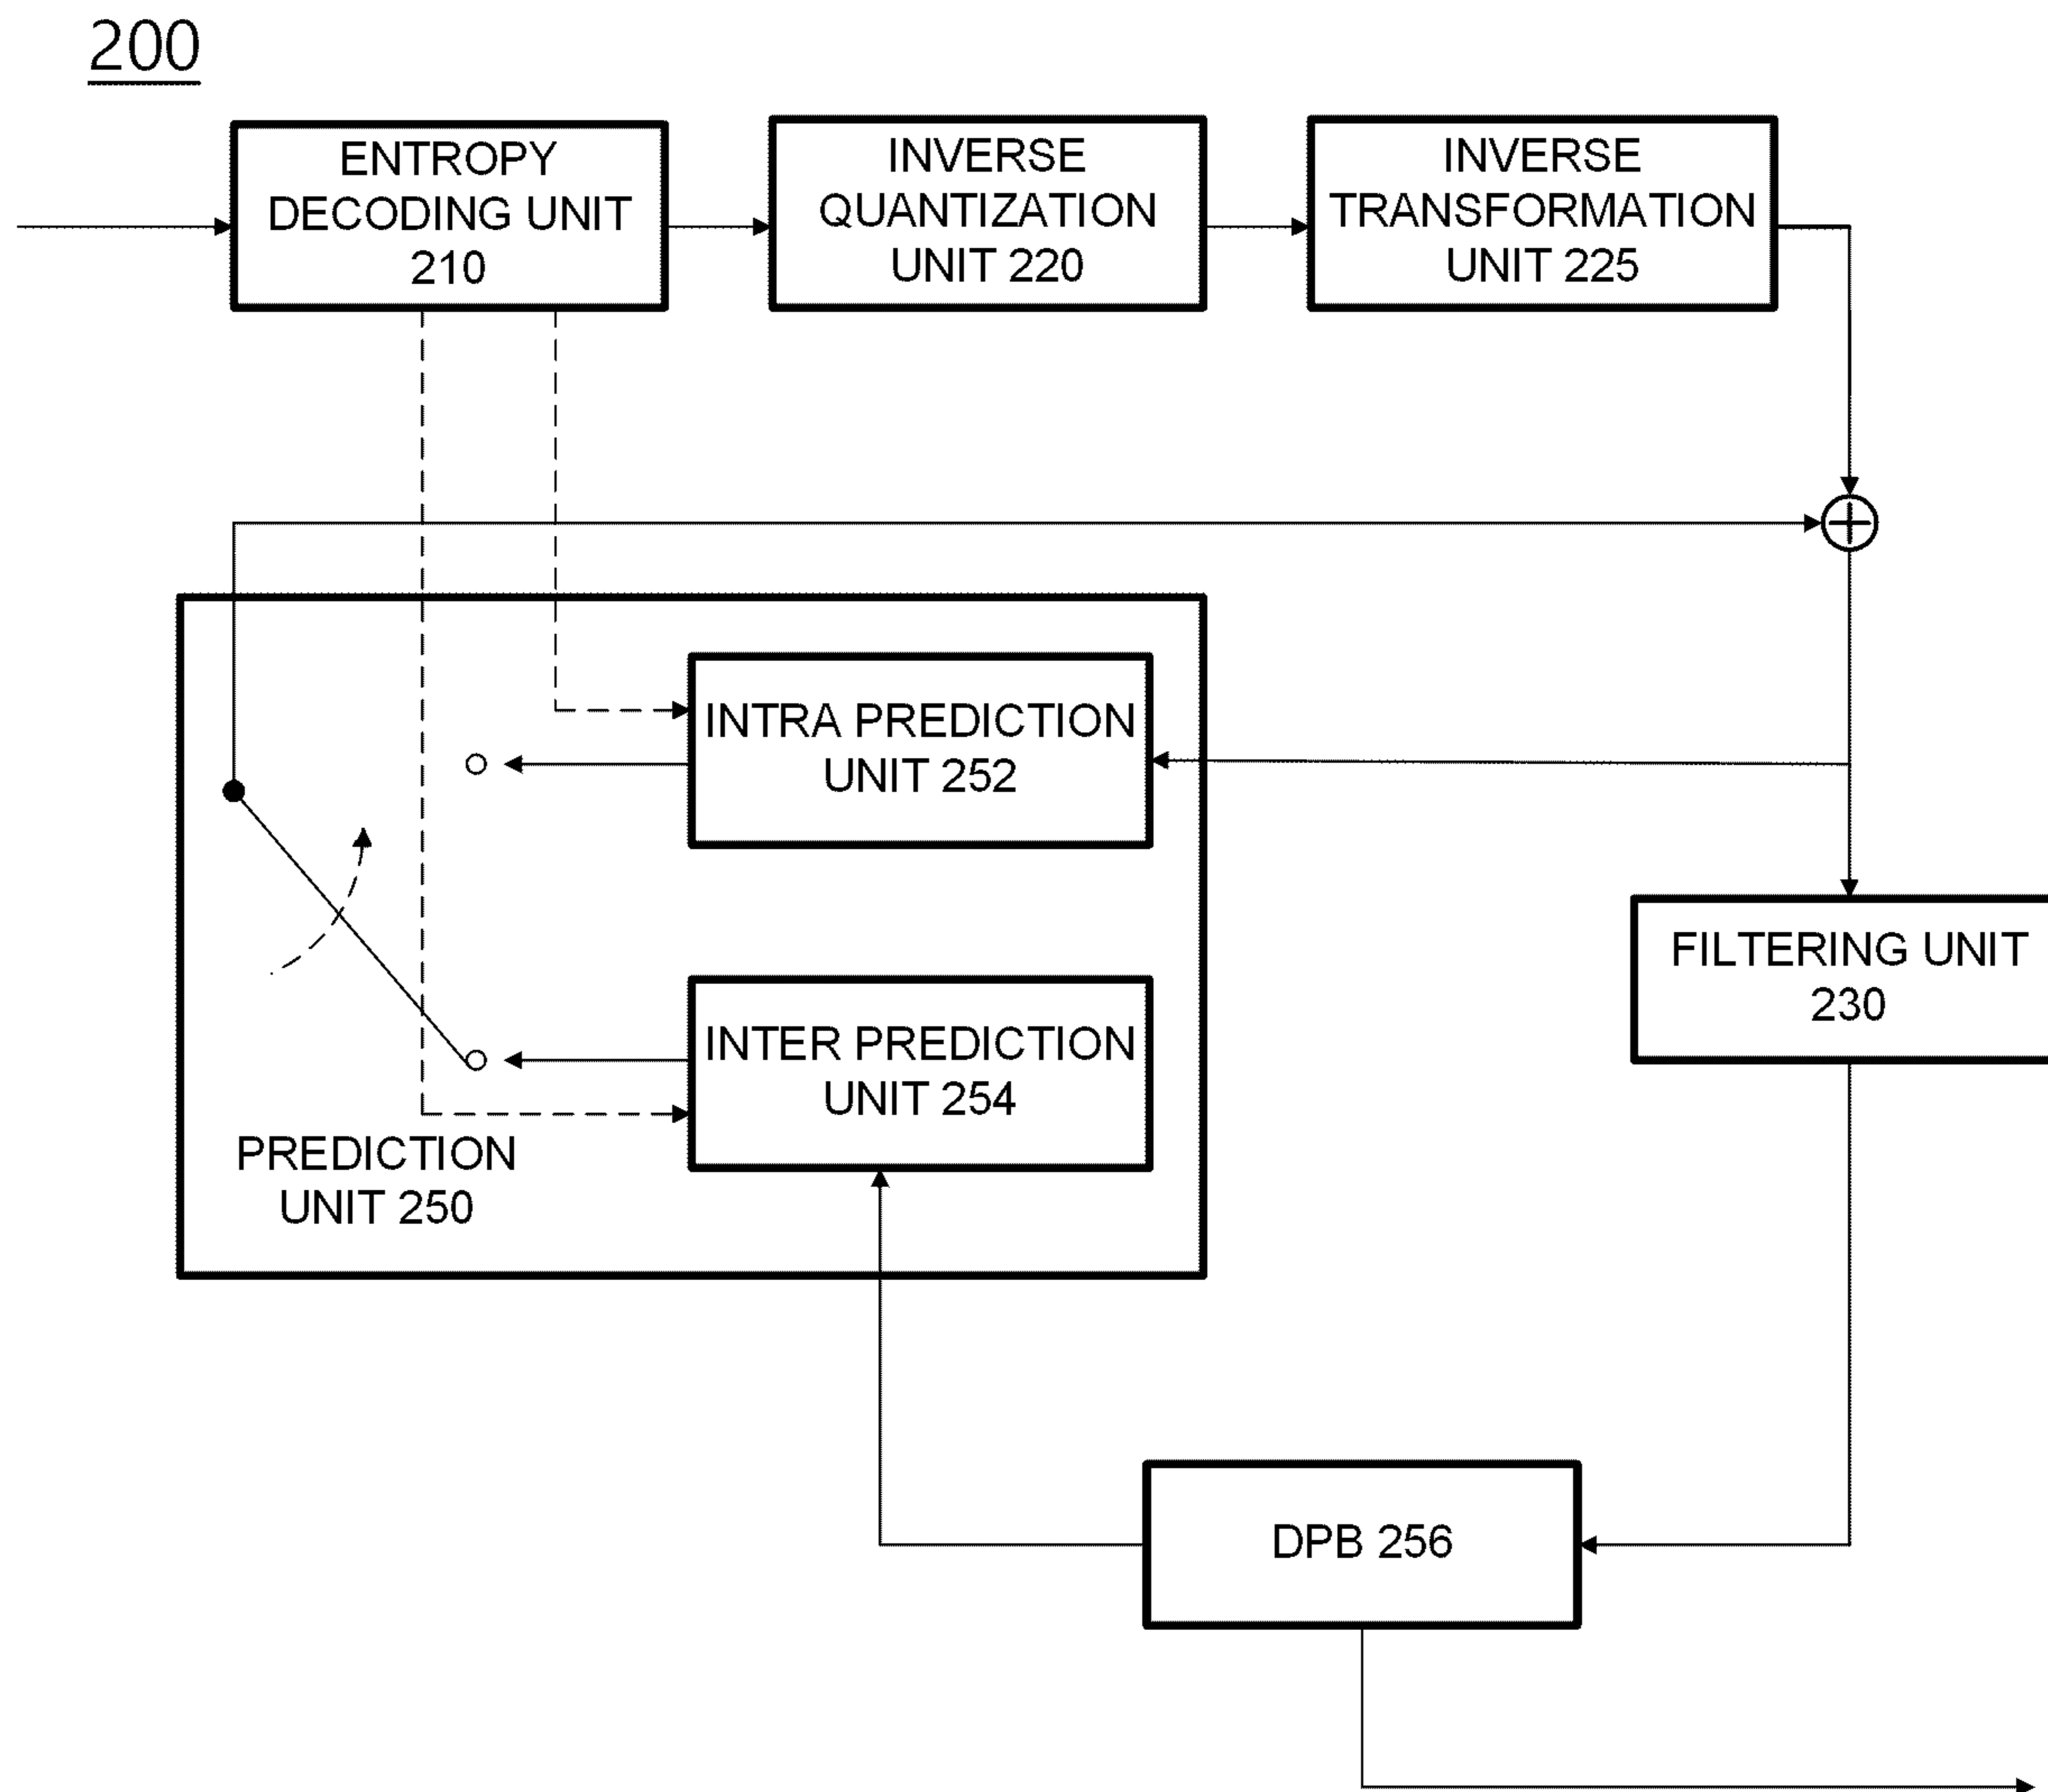 200
ENTROPY
DECODING UNIT
210
INVERSE
QUANTIZATION
UNIT 220
INVERSE
TRANSFORMATION
UNIT 225
INTRA PREDICTION
UNIT 252
FILTERING UNIT
230
INTER PREDICTION
UNIT 254
PREDICTION
UNIT 250
DPB 256